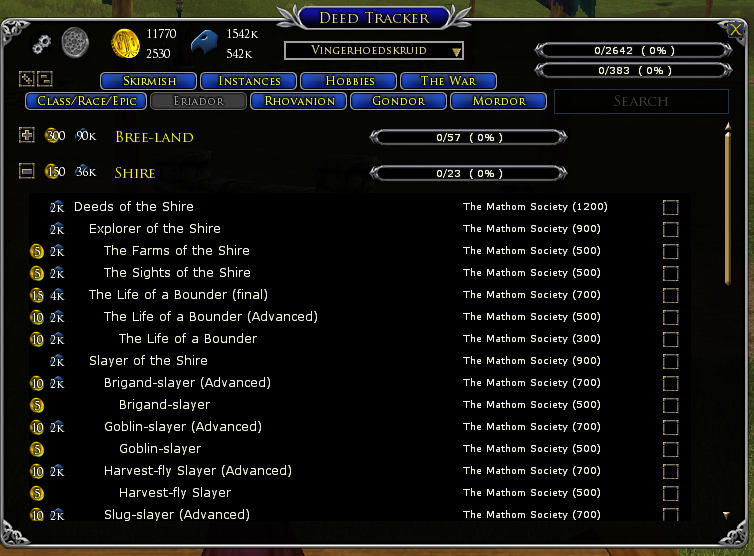 Deed Tracker
11770 1542K
2530 542K
Vingerhoedskruid
0/2642 ( 0% )
0/383 ( 0% )
Skirmish Instances Hobbies The War
Class/Race/Epic Eriador Rhovanion Gondor Mordor Search
300 90K Bree-land 0/57 ( 0% )
150 36K Shire 0/23 ( 0% )
2K Deeds of the Shire The Mathom Society (1200)
2K Explorer of the Shire The Mathom Society (900)
5 2K The Farms of the Shire The Mathom Society (500)
5 2K The Sights of the Shire The Mathom Society (500)
15 4K The Life of a Bounder (final) The Mathom Society (700)
10 2K The Life of a Bounder (Advanced) The Mathom Society (500)
10 2K The Life of a Bounder The Mathom Society (300)
2K Slayer of the Shire The Mathom Society (900)
10 2K Brigand-slayer (Advanced) The Mathom Society (700)
5 Brigand-slayer The Mathom Society (500)
10 2K Goblin-slayer (Advanced) The Mathom Society (700)
5 Goblin-slayer The Mathom Society (500)
10 2K Harvest-fly Slayer (Advanced) The Mathom Society (700)
5 Harvest-fly Slayer The Mathom Society (500)
10 2K Slug-slayer (Advanced) The Mathom Society (700)